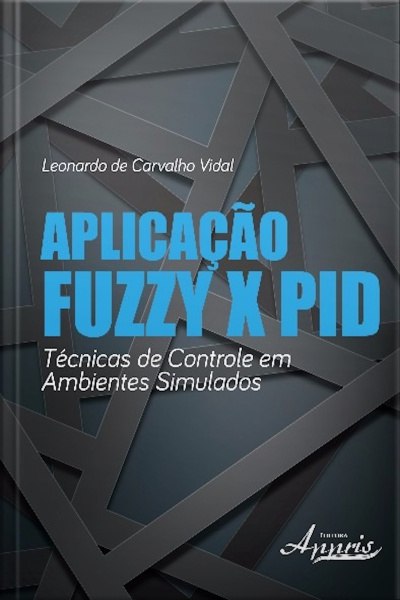 Leonardo de Carvalho Vidal
APLICAÇÃO
FUZZY X PID
Técnicas de Controle em
Ambientes Simulados
EDITORA
Appris